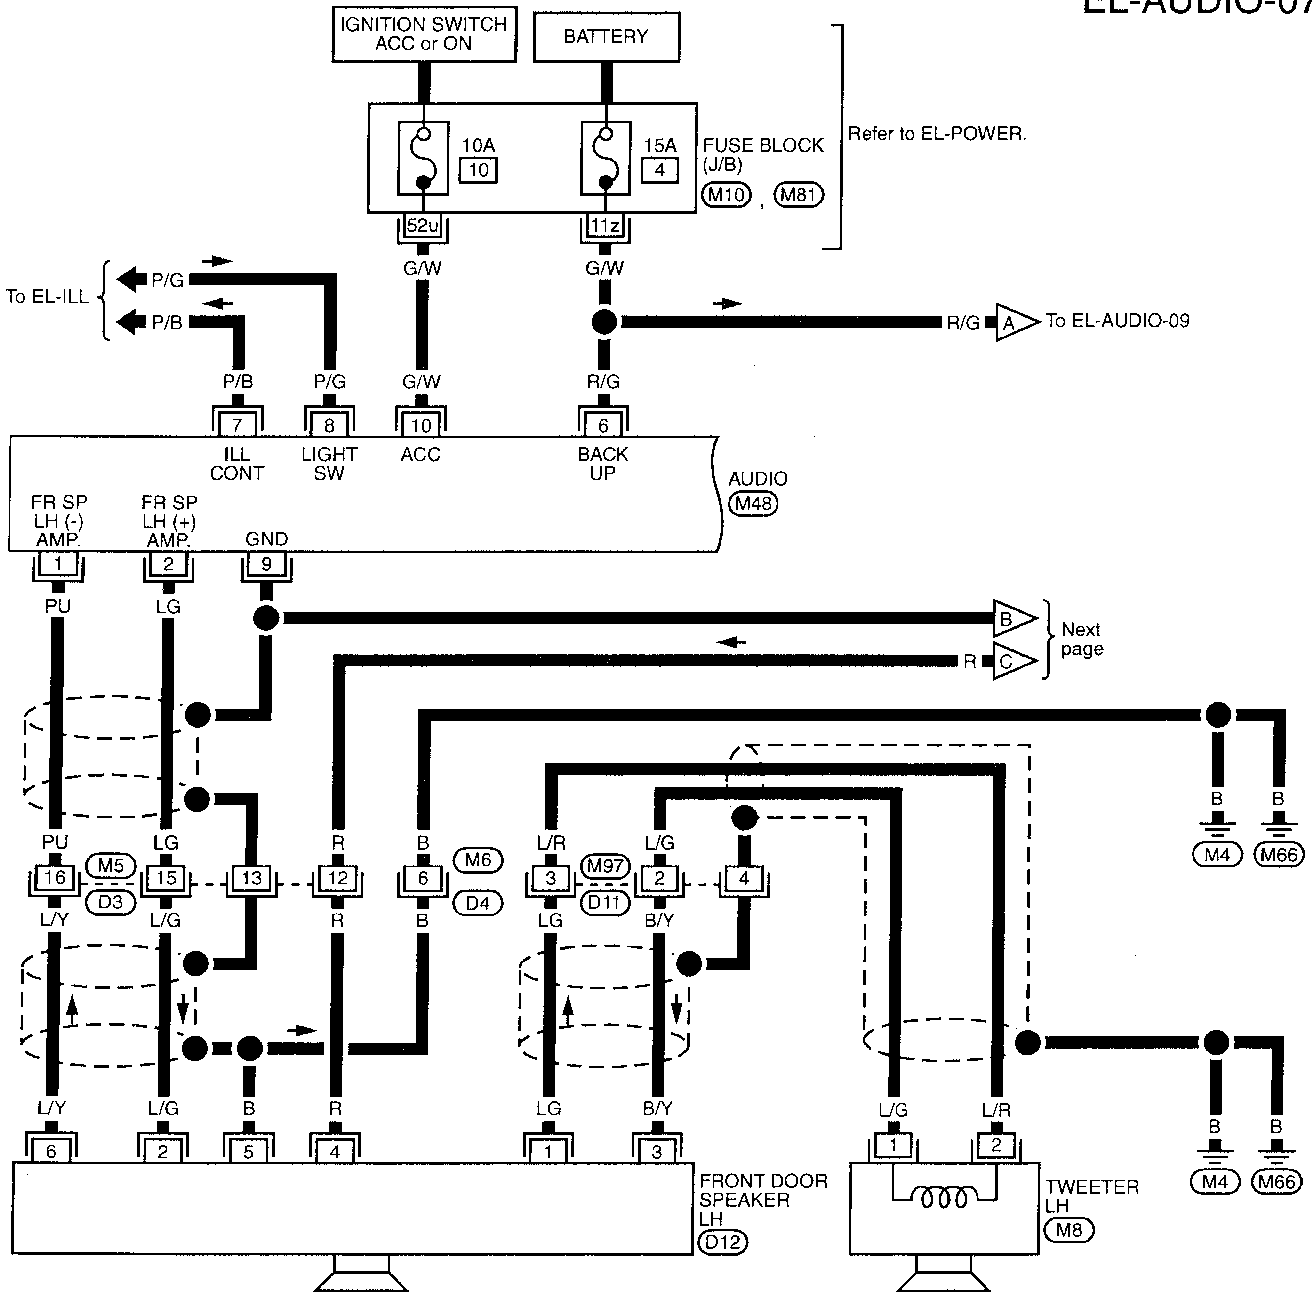 EL-AUDIO-07
IGNITION SWITCH
ACC or ON
BATTERY
Refer to EL-POWER.
10A
10
15A
4
FUSE BLOCK
(J/B)
M10 , M81
52u
11z
G/W
G/W
To EL-ILL
P/G
P/B
R/G
A
To EL-AUDIO-09
P/B
P/G
G/W
R/G
7
8
10
6
ILL
CONT
LIGHT
SW
ACC
BACK
UP
AUDIO
M48
FR SP
LH (-)
AMP.
FR SP
LH (+)
AMP.
GND
1
2
9
PU
LG
B
R
C
Next
page
B
B
M4
M66
PU
LG
R
B
L/R
L/G
16
M5
D3
15
13
12
6
M6
D4
3
M97
D11
2
4
L/Y
L/G
R
B
LG
B/Y
L/Y
L/G
B
R
LG
B/Y
L/G
L/R
B
B
M4
M66
6
2
5
4
1
3
1
2
FRONT DOOR
SPEAKER
LH
D12
TWEETER
LH
M8